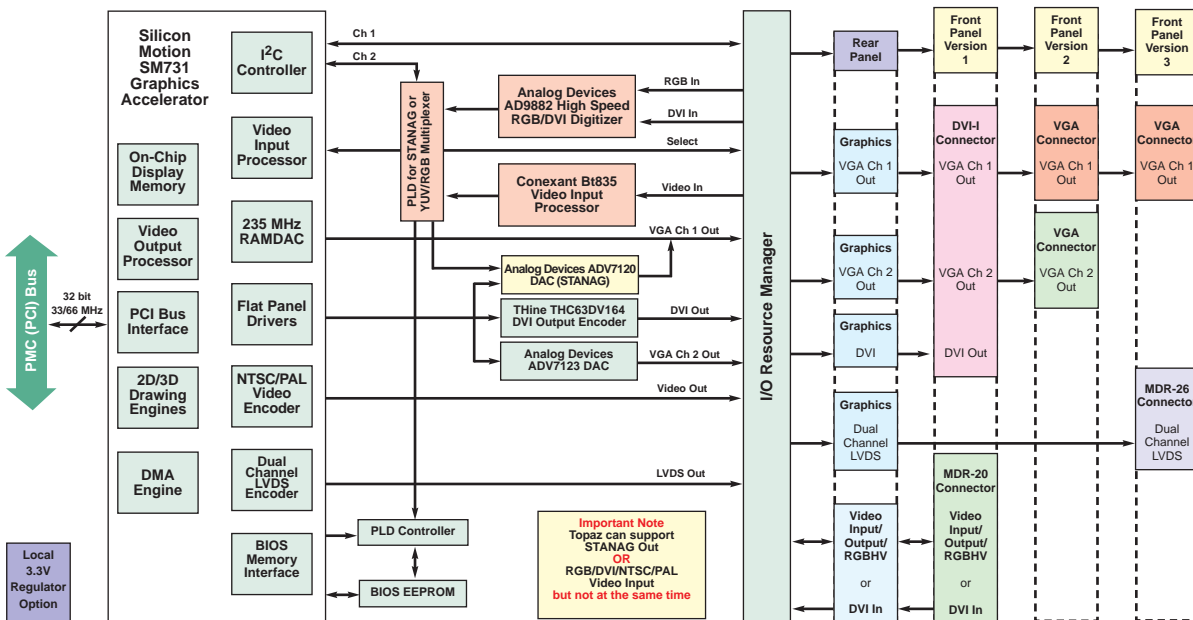 PMC (PCI) Bus
32 bit
33/66 MHz
Local
3.3V
Regulator
Option
Silicon
Motion
SM731
Graphics
Accelerator
On-Chip
Display
Memory
Video
Output
Processor
PCI Bus
Interface
2D/3D
Drawing
Engines
DMA
Engine
I2C
Controller
Video
Input
Processor
235 MHz
RAMDAC
Flat Panel
Drivers
NTSC/PAL
Video
Encoder
Dual
Channel
LVDS
Encoder
BIOS
Memory
Interface
Ch 1
Ch 2
PLD for STANAG or
YUV/RGB Multiplexer
Analog Devices
AD9882 High Speed
RGB/DVI Digitizer
RGB In
DVI In
Select
Conexant Bt835
Video Input
Processor
Video In
VGA Ch 1 Out
Analog Devices ADV7120
DAC (STANAG)
THine THC63DV164
DVI Output Encoder
DVI Out
Analog Devices
ADV7123 DAC
VGA Ch 2 Out
Video Out
LVDS Out
PLD Controller
BIOS EEPROM
Important Note
Topaz can support
STANAG Out
OR
RGB/DVI/NTSC/PAL
Video Input
but not at the same time
I/O Resource Manager
Rear
Panel
Graphics
VGA Ch 1
Out
Graphics
VGA Ch 2
Out
Graphics
DVI
Graphics
Dual
Channel
LVDS
Video
Input/
Output/
RGBHV
or
DVI In
Front
Panel
Version
1
DVI-I
Connector
VGA Ch 1
Out
VGA Ch 2
Out
DVI Out
MDR-20
Connector
Video
Input/
Output/
RGBHV
or
DVI In
Front
Panel
Version
2
VGA
Connector
VGA Ch 1
Out
VGA
Connector
VGA Ch 2
Out
Front
Panel
Version
3
VGA
Connector
VGA Ch 1
Out
MDR-26
Connector
Dual
Channel
LVDS